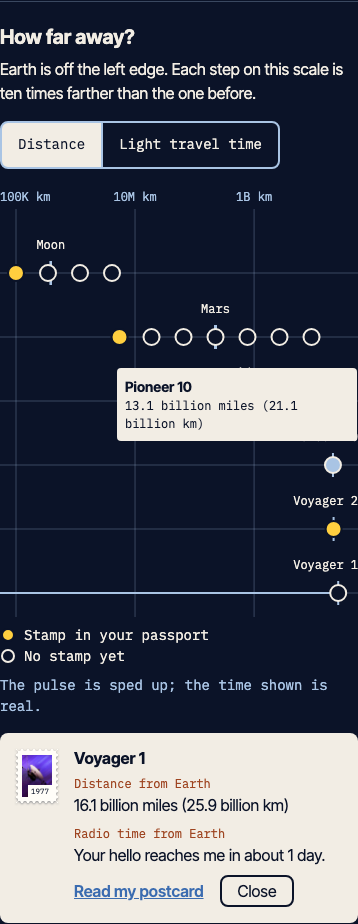 How far away?
Earth is off the left edge. Each step on this scale is
ten times farther than the one before.
Distance
Light travel time
100K km
10M km
1B km
Moon
Mars
Pioneer 10
13.1 billion miles (21.1
billion km)
Voyager 2
Voyager 1
Stamp in your passport
No stamp yet
The pulse is sped up; the time shown is
real.
1977
Voyager 1
Distance from Earth
16.1 billion miles (25.9 billion km)
Radio time from Earth
Your hello reaches me in about 1 day.
Read my postcard
Close